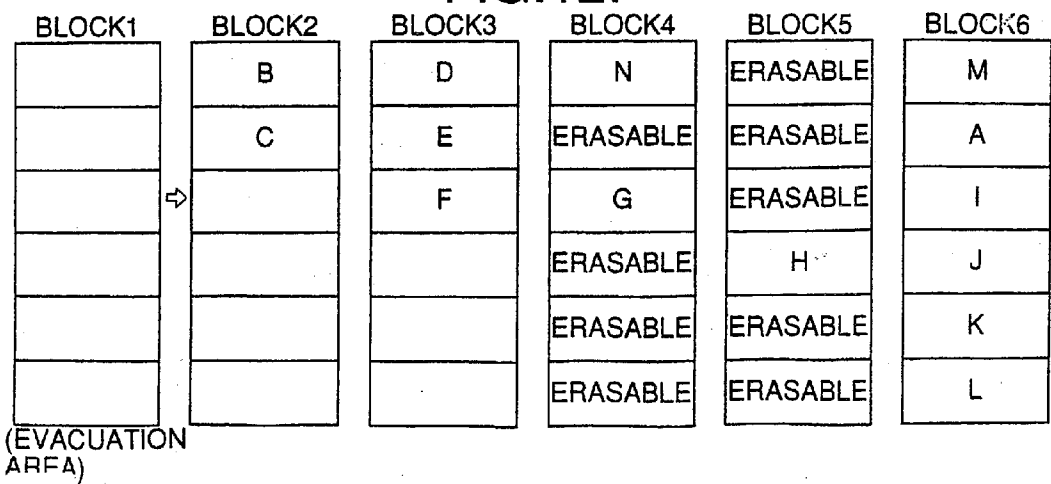 BLOCK1 BLOCK2 BLOCK3 BLOCK4 BLOCK5 BLOCK6
B D N ERASABLE M
C E ERASABLE ERASABLE A
⇨ F G ERASABLE I
ERASABLE H J
ERASABLE ERASABLE K
ERASABLE ERASABLE L
(EVACUATION
AREA)